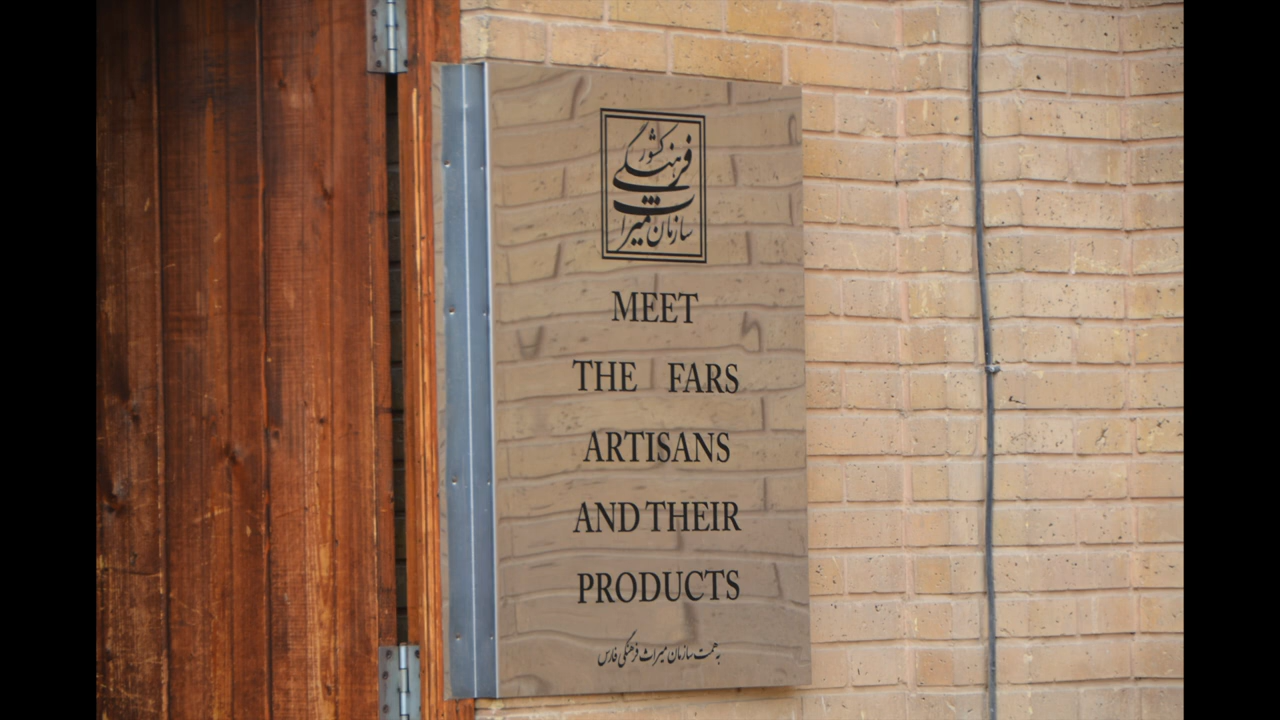 سازمان میراث
فرهنگی
کشور
MEET
THE FARS
ARTISANS
AND THEIR
PRODUCTS
به همت سازمان میراث فرهنگی فارس